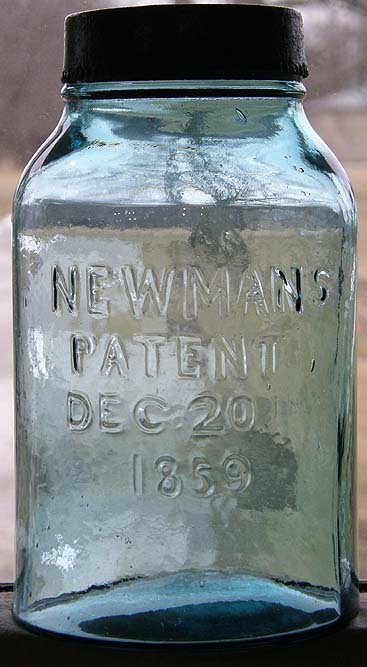 NEWMANS
PATENT
DEC. 20
1859